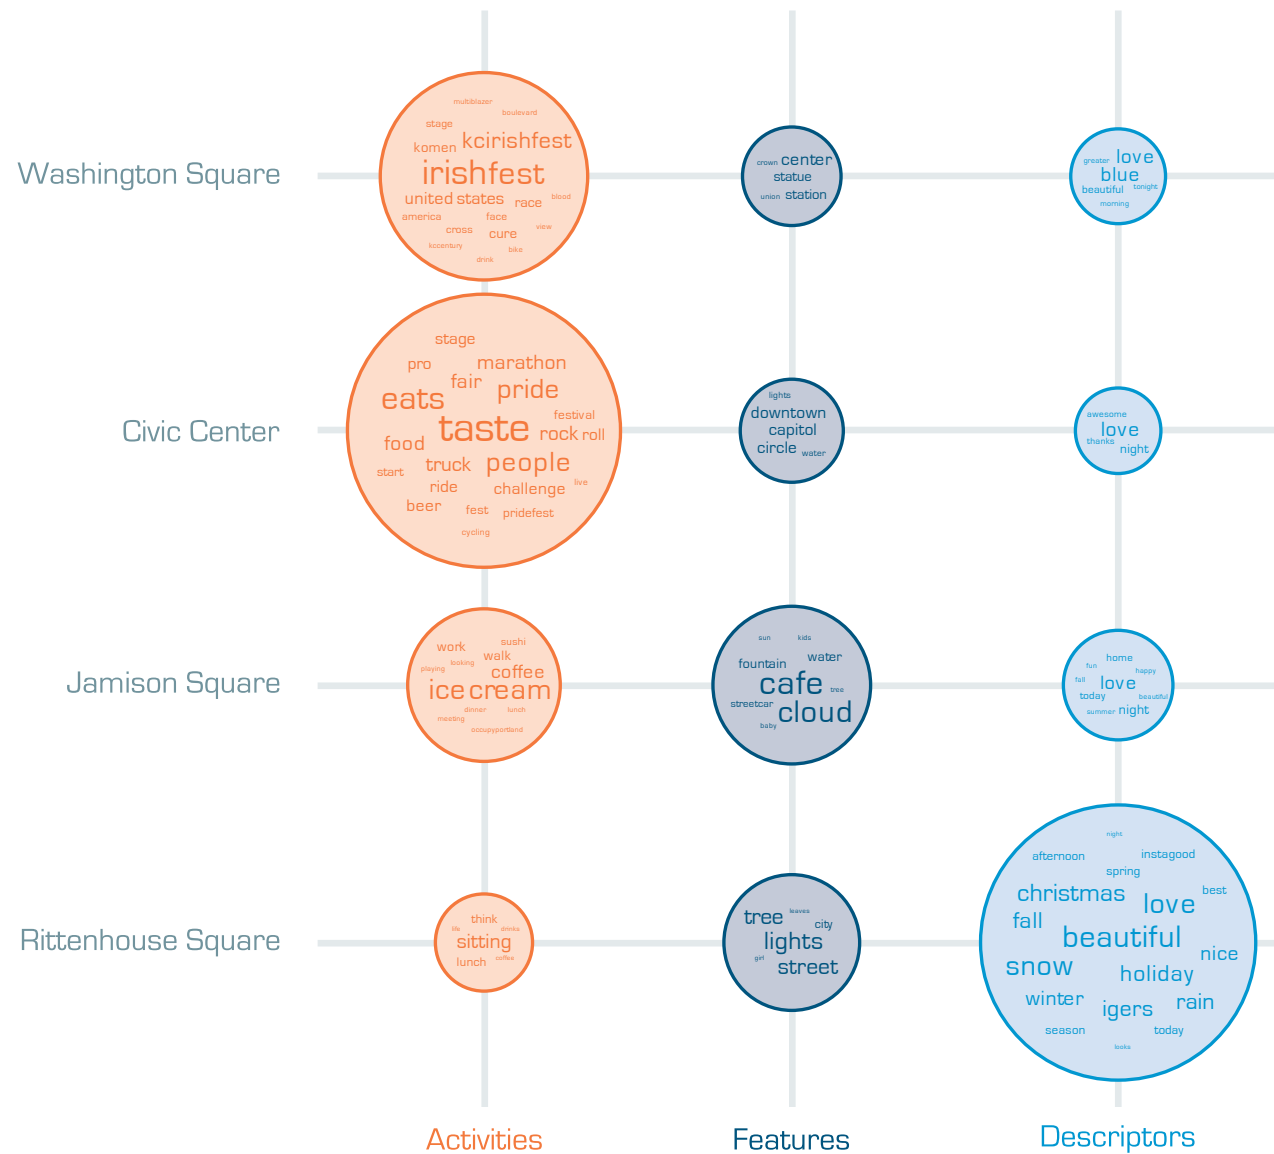 Washington Square
multiblazer
boulevard
stage
komen kcirishfest
irishfest
united states race blood
america face
cross cure view
kccentury bike
drink
crown center
statue
union station
greater love
blue
beautiful tonight
morning
Civic Center
stage
pro marathon
fair pride
eats
taste festival
food rock roll
truck people
start
ride challenge live
beer fest pridefest
cycling
lights
downtown
capitol
circle water
awesome
love
thanks night
Jamison Square
work sushi
looking walk
playing coffee
ice cream
dinner lunch
meeting
occupyportland
sun kids
fountain water
cafe tree
streetcar cloud
baby
home
fun happy
fall love
today beautiful
summer night
Rittenhouse Square
think
life drinks
sitting
lunch coffee
tree leaves
city
lights
girl street
night
afternoon instagood
spring
christmas best
love
fall
beautiful
nice
snow holiday
winter igers rain
season today
looks
Activities Features Descriptors